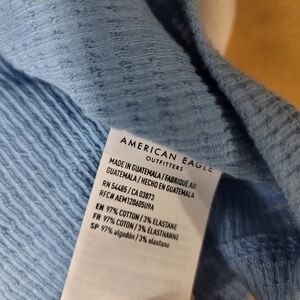 AMERICAN EAGLE
OUTFITTERS
MADE IN GUATEMALA / FABRIQUÉ AU
GUATEMALA / HECHO EN GUATEMALA
RN 54485 / CA 03873
RFC# AEM120605U9A
EN 97% COTTON / 3% ELASTANE
FR 97% COTON / 3% ÉLASTHANNE
SP 97% algodón / 3% elastane